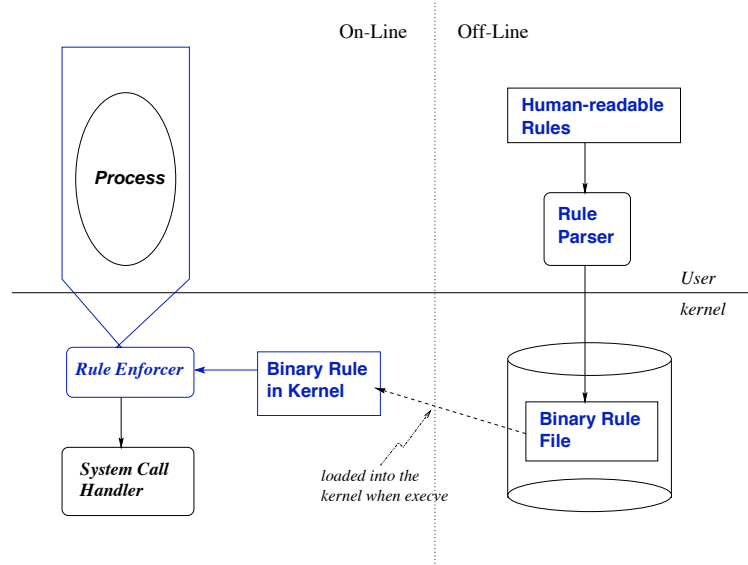 On-Line
Off-Line
Human-readable
Rules
Process
Rule
Parser
User
kernel
Rule Enforcer
Binary Rule
in Kernel
Binary Rule
File
System Call
Handler
loaded into the
kernel when execve